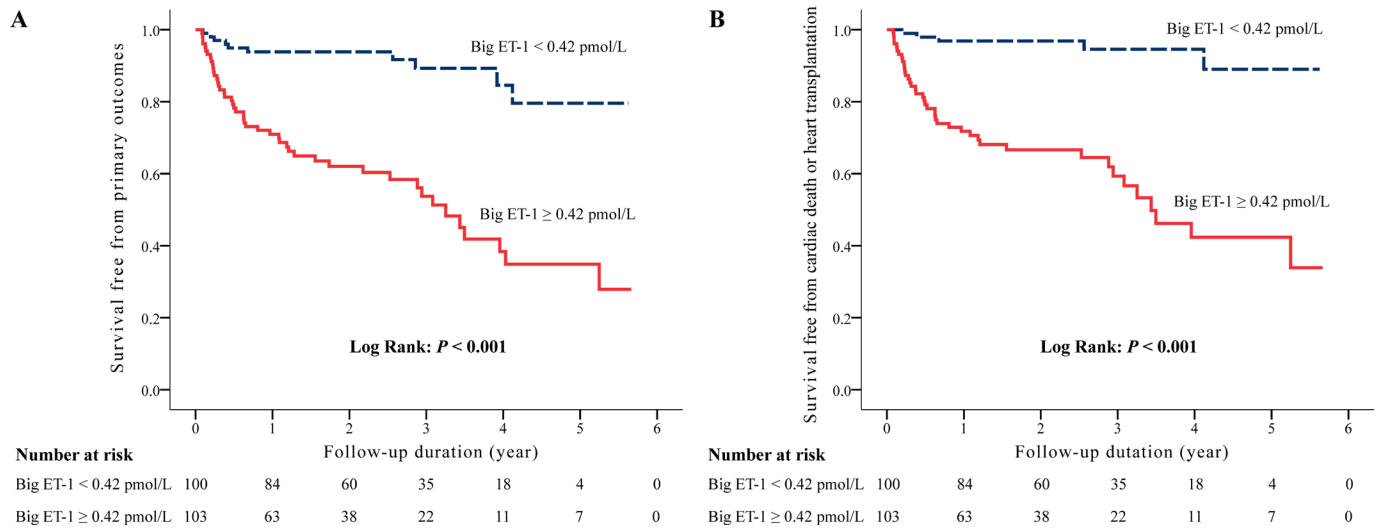 A
Survival free from primary outcomes
1.0
0.8
0.6
0.4
0.2
0.0
Big ET-1 < 0.42 pmol/L
Big ET-1 ≥ 0.42 pmol/L
Log Rank: P < 0.001
0 1 2 3 4 5 6
Follow-up duration (year)
Number at risk
Big ET-1 < 0.42 pmol/L 100 84 60 35 18 4 0
Big ET-1 ≥ 0.42 pmol/L 103 63 38 22 11 7 0
B
Survival free from cardiac death or heart transplantation
1.0
0.8
0.6
0.4
0.2
0.0
Big ET-1 < 0.42 pmol/L
Big ET-1 ≥ 0.42 pmol/L
Log Rank: P < 0.001
0 1 2 3 4 5 6
Follow-up dutation (year)
Number at risk
Big ET-1 < 0.42 pmol/L 100 84 60 35 18 4 0
Big ET-1 ≥ 0.42 pmol/L 103 63 38 22 11 7 0